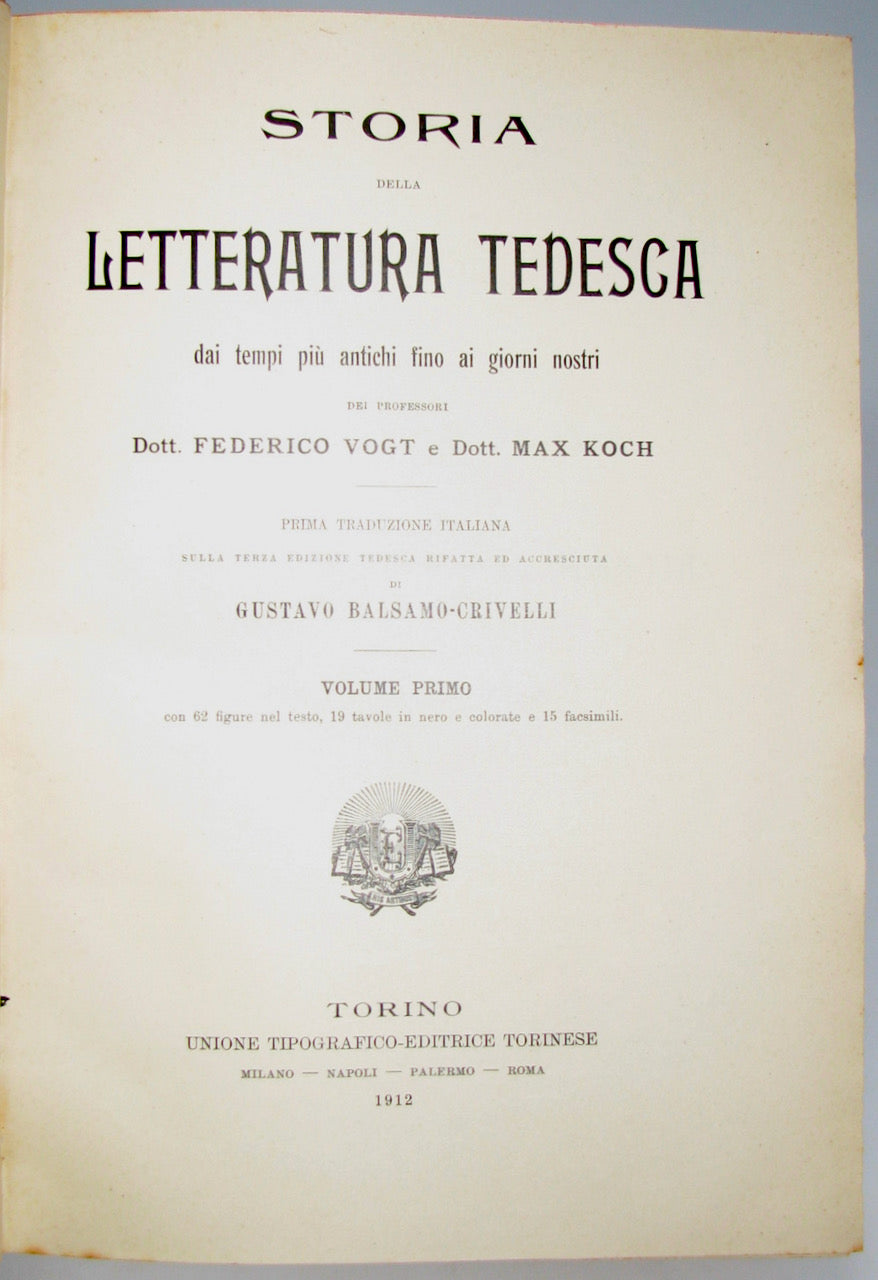 STORIA
DELLA
LETTERATURA TEDESCA
dai tempi più antichi fino ai giorni nostri
DEI PROFESSORI
Dott. FEDERICO VOGT e Dott. MAX KOCH
PRIMA TRADUZIONE ITALIANA
SULLA TERZA EDIZIONE TEDESCA RIFATTA ED ACCRESCIUTA
DI
GUSTAVO BALSAMO-CRIVELLI
VOLUME PRIMO
con 62 figure nel testo, 19 tavole in nero e colorate e 15 facsimili.
TORINO
UNIONE TIPOGRAFICO-EDITRICE TORINESE
MILANO — NAPOLI — PALERMO — ROMA
1912